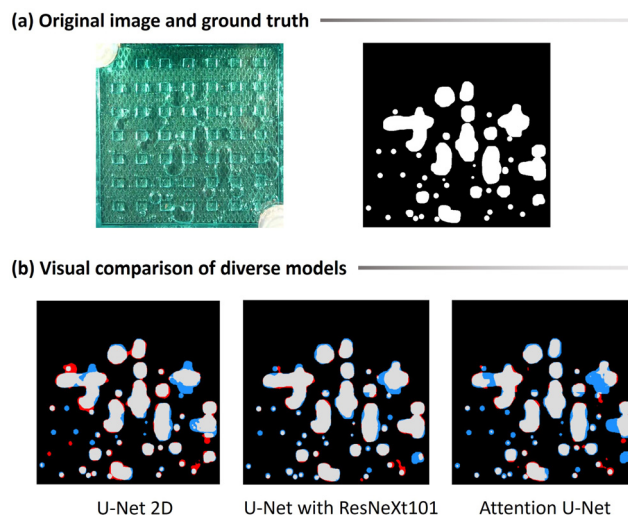 (a) Original image and ground truth
(b) Visual comparison of diverse models
U-Net 2D
U-Net with ResNeXt101
Attention U-Net